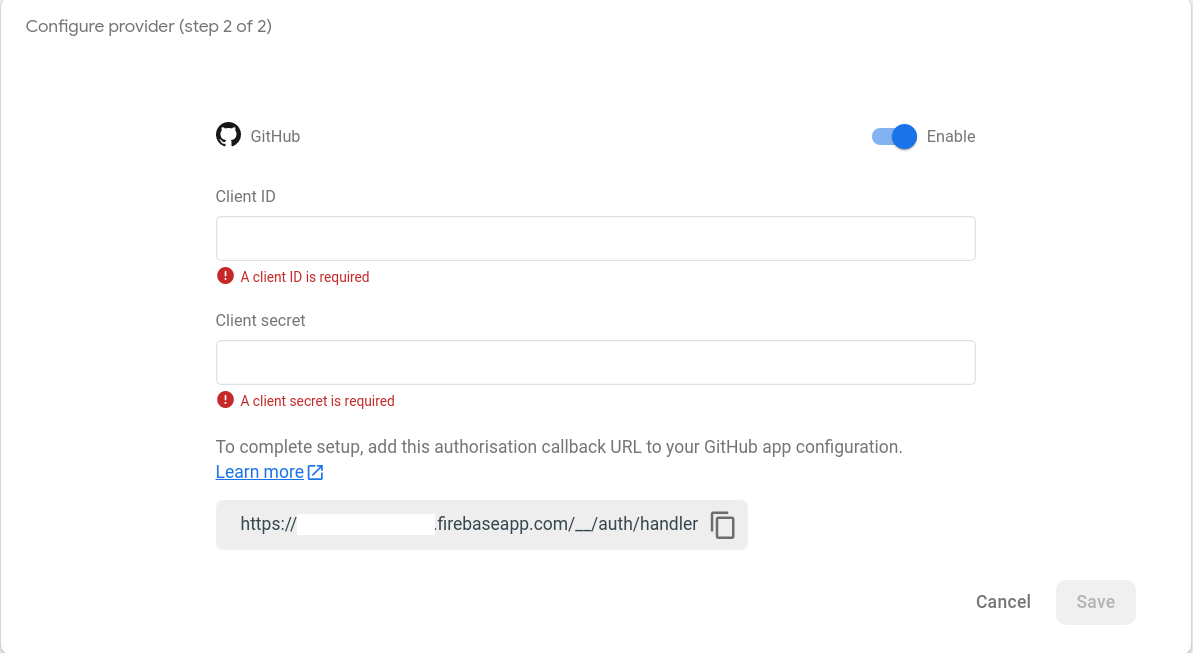 Configure provider (step 2 of 2)
GitHub
Enable
Client ID
A client ID is required
Client secret
A client secret is required
To complete setup, add this authorisation callback URL to your GitHub app configuration.
Learn more
https:// .firebaseapp.com/__/auth/handler
Cancel
Save